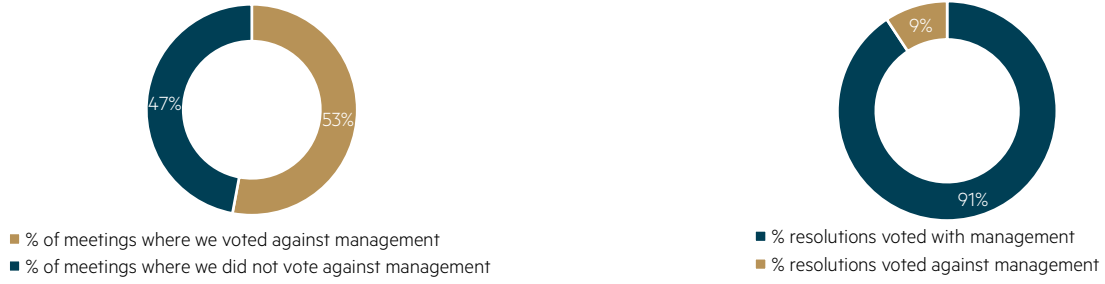 47%
53%
% of meetings where we voted against management
% of meetings where we did not vote against management
9%
91%
% resolutions voted with management
% resolutions voted against management